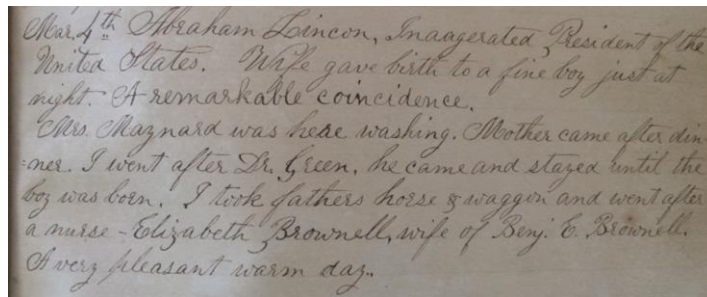 Mar. 4th Abraham Lincon, Inaagerated President of the
United States. Wife gave birth to a fine boy just at
night. A remarkable coincidence.
Mrs. Maynard was here washing. Mother came after din-
=ner. I went after Dr. Green, he came and stayed until the
boy was born. I took fathers horse & waggon and went after
a nurse - Elizabeth Brownell, wife of Benj. E. Brownell.
A very pleasant warm day.